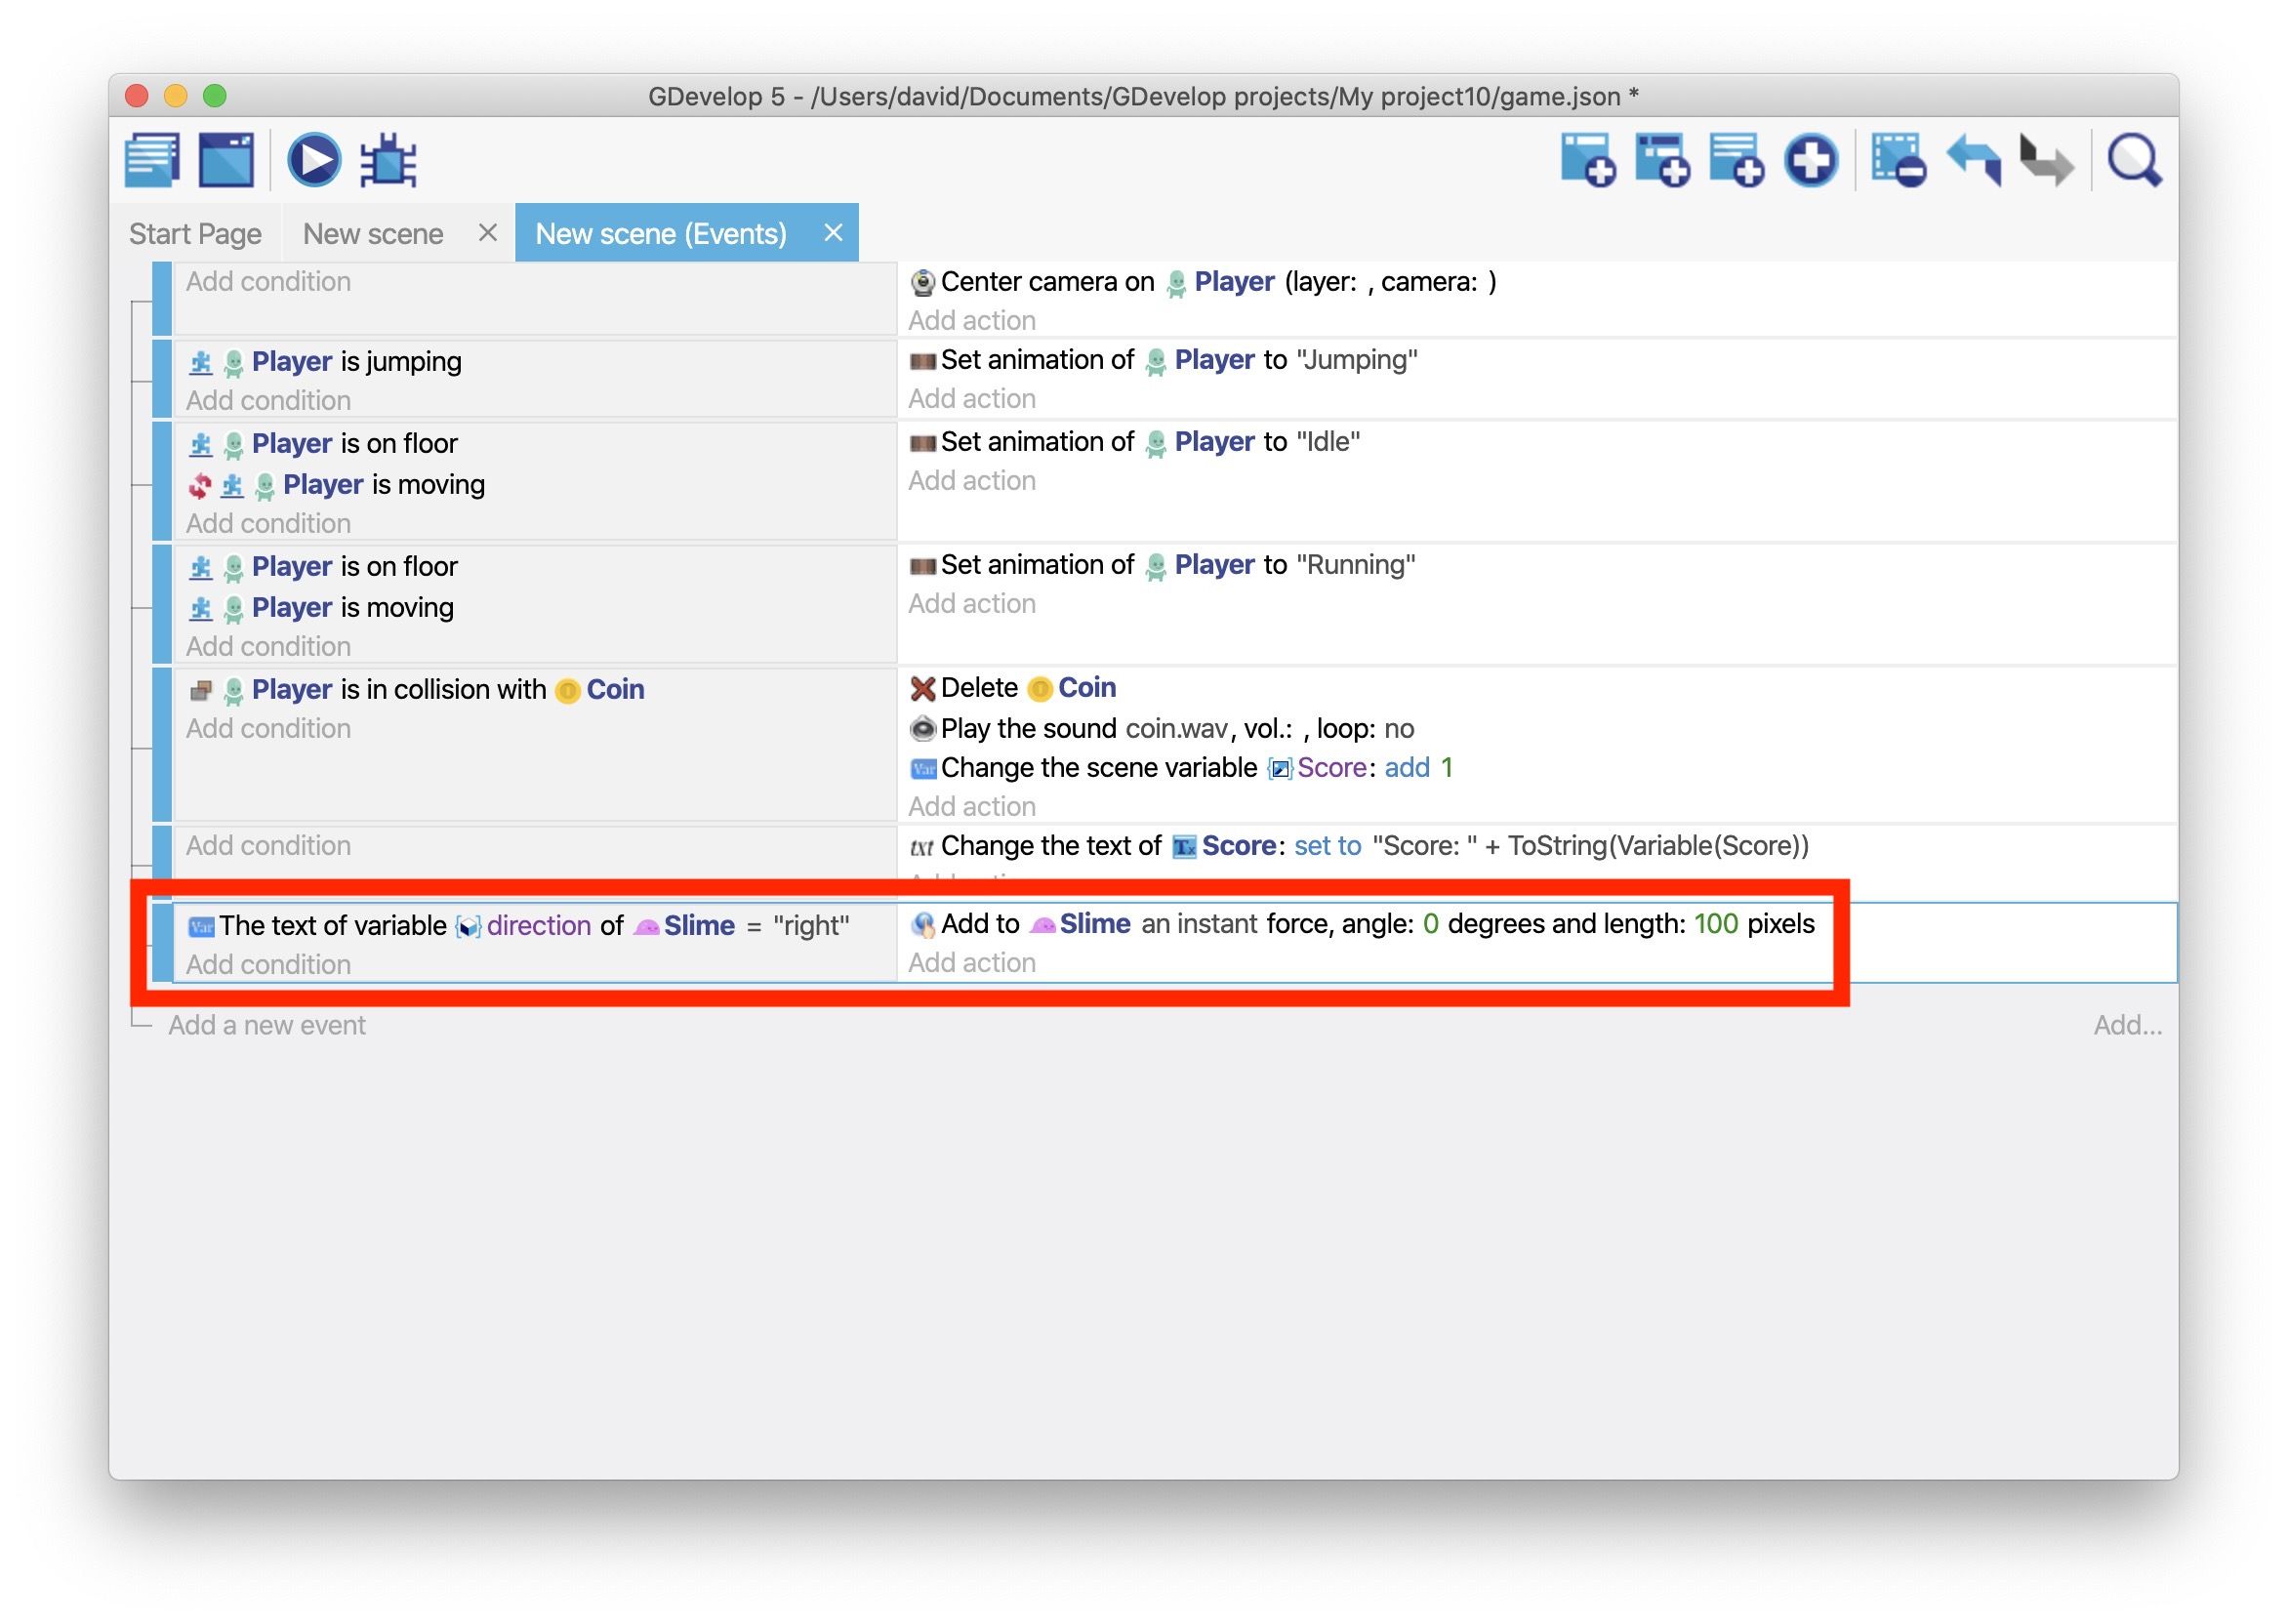 GDevelop 5 - /Users/david/Documents/GDevelop projects/My project10/game.json *
Start Page New scene × New scene (Events) ×
Add condition
Center camera on Player (layer: , camera: )
Add action
Player is jumping
Add condition
Set animation of Player to "Jumping"
Add action
Player is on floor
Player is moving
Add condition
Set animation of Player to "Idle"
Add action
Player is on floor
Player is moving
Add condition
Set animation of Player to "Running"
Add action
Player is in collision with Coin
Add condition
Delete Coin
Play the sound coin.wav, vol.: , loop: no
Var Change the scene variable Score: add 1
Add action
Add condition
txt Change the text of Tx Score: set to "Score: " + ToString(Variable(Score))
Var The text of variable direction of Slime = "right"
Add condition
Add to Slime an instant force, angle: 0 degrees and length: 100 pixels
Add action
Add a new event
Add...